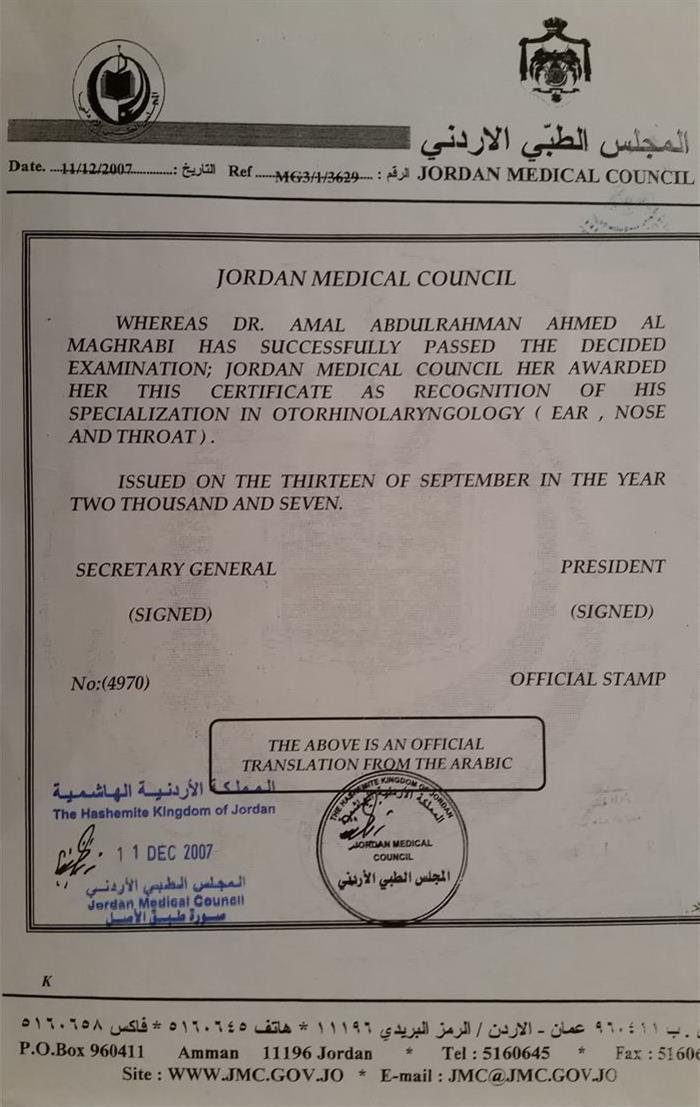 المجلس الطبّي الاردني
Date. ...11/12/2007............: التاريخ Ref .....MG3/1/3629.... : الرقم JORDAN MEDICAL COUNCIL
JORDAN MEDICAL COUNCIL
WHEREAS DR. AMAL ABDULRAHMAN AHMED AL
MAGHRABI HAS SUCCESSFULLY PASSED THE DECIDED
EXAMINATION; JORDAN MEDICAL COUNCIL HER AWARDED
HER THIS CERTIFICATE AS RECOGNITION OF HIS
SPECIALIZATION IN OTORHINOLARYNGOLOGY ( EAR , NOSE
AND THROAT ) .
ISSUED ON THE THIRTEEN OF SEPTEMBER IN THE YEAR
TWO THOUSAND AND SEVEN.
SECRETARY GENERAL PRESIDENT
(SIGNED) (SIGNED)
No:(4970) OFFICIAL STAMP
THE ABOVE IS AN OFFICIAL
TRANSLATION FROM THE ARABIC
المملكة الأردنية الهاشمية
The Hashemite Kingdom of Jordan
11 DEC 2007
المجلس الطبي الأردني
Jordan Medical Council
صورة طبق الأصل
THE HASHEMITE KINGDOM OF JORDAN
المملكة الأردنية الهاشمية
JORDAN MEDICAL
COUNCIL
المجلس الطبي الأردني
K
. ب ٩٦٠٤١١ عمان - الاردن / الرمز البريدي ١١١٩٦ * هاتف ٥١٦٠٦٤٥ * فاكس ٥١٦٠٦٥٨
P.O.Box 960411 Amman 11196 Jordan * Tel : 5160645 * Fax : 5160
Site : WWW.JMC.GOV.JO * E-mail : JMC@JMC.GOV.JO